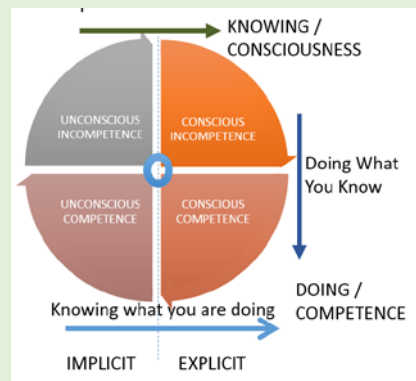 KNOWING /
CONSCIOUSNESS
UNCONSCIOUS
INCOMPETENCE
CONSCIOUS
INCOMPETENCE
Doing What
You Know
UNCONSCIOUS
COMPETENCE
CONSCIOUS
COMPETENCE
Knowing what you are doing
DOING /
COMPETENCE
IMPLICIT
EXPLICIT